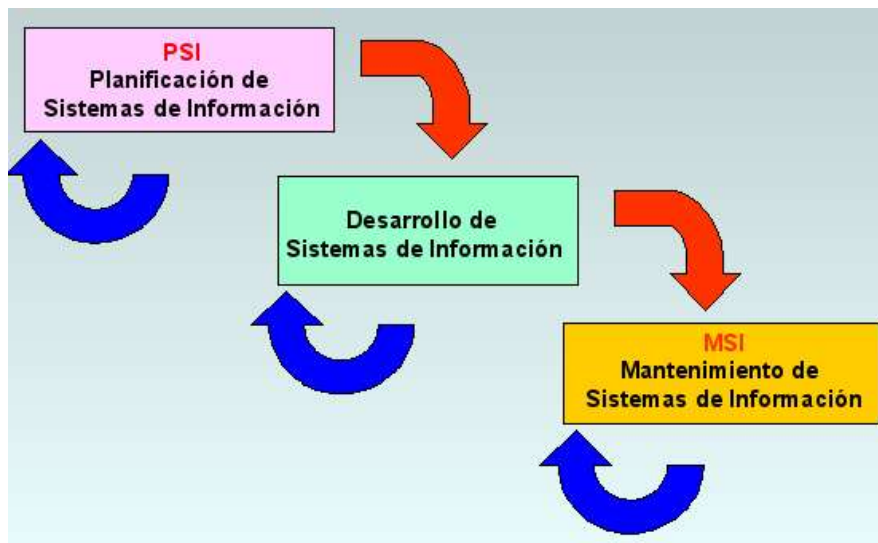 PSI
Planificación de
Sistemas de Información
Desarrollo de
Sistemas de Información
MSI
Mantenimiento de
Sistemas de Información